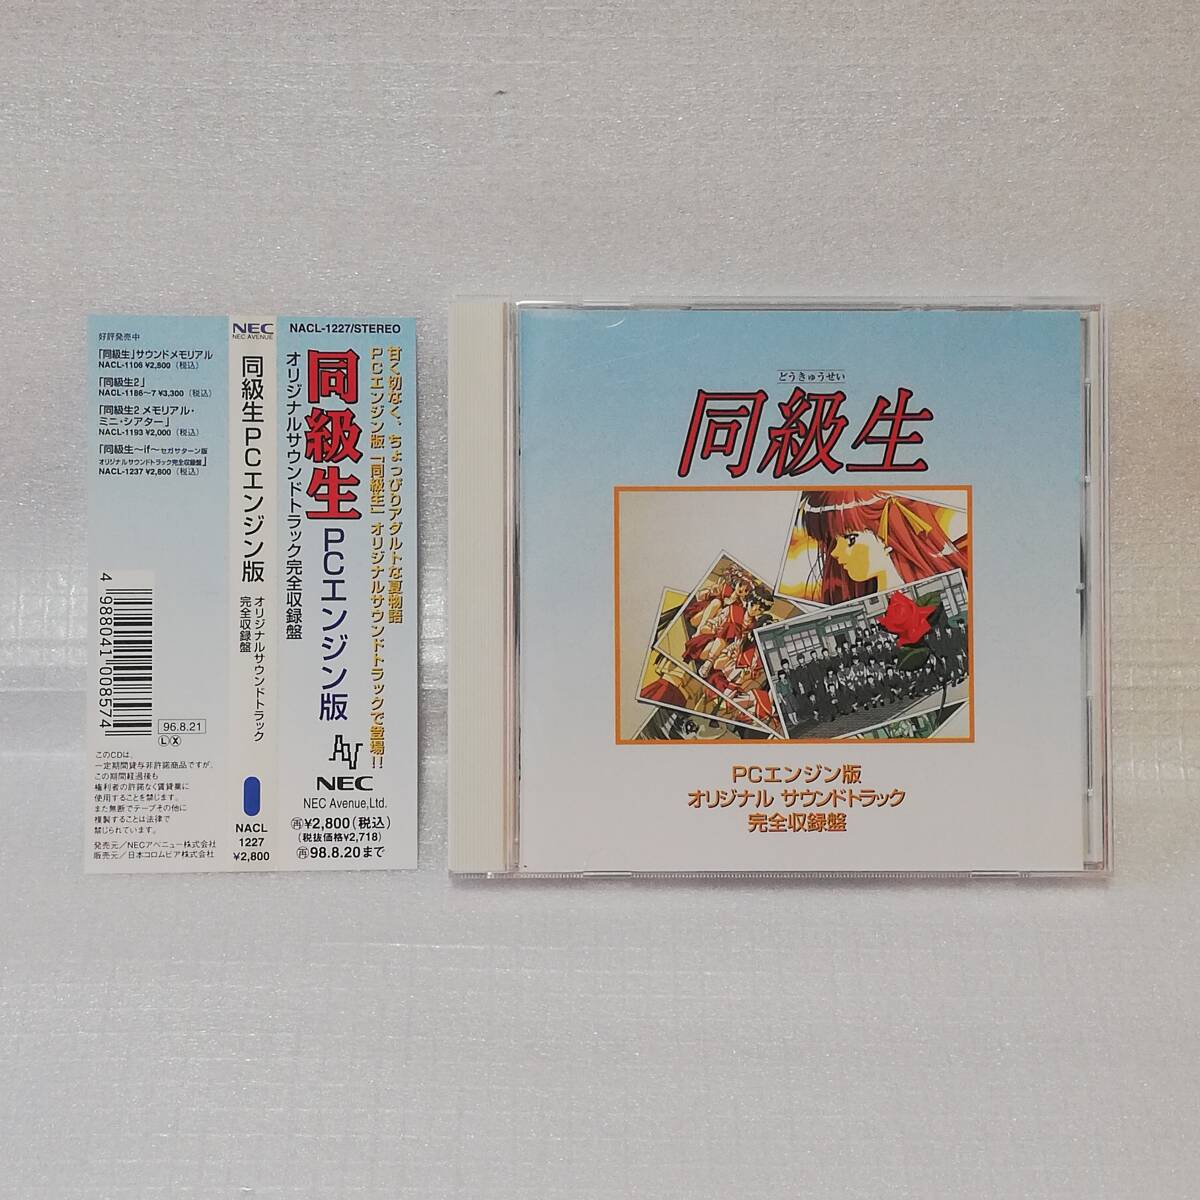 好評発売中
「同級生」サウンドメモリアル
NACL-1106 ¥2,800（税込）
「同級生2」
NACL-1186〜7 ¥3,300（税込）
「同級生2 メモリアル・
ミニ・シアター」
NACL-1193 ¥2,000（税込）
「同級生〜if〜セガサターン版
オリジナルサウンドトラック完全収録盤」
NACL-1237 ¥2,800（税込）
4 988041 008574
96.8.21
Ⓛ Ⓧ
このCDは、
一定期間貸与非許諾商品ですが、
この期間経過後も
権利者の許諾なく賃貸業に
使用することを禁じます。
また無断でテープその他に
複製することは法律で
禁じられています。
発売元／NECアベニュー株式会社
販売元／日本コロムビア株式会社
NEC
NEC AVENUE
同級生PCエンジン版
オリジナルサウンドトラック
完全収録盤
NACL
1227
¥2,800
NACL-1227/STEREO
甘く切なく、ちょっぴりアダルトな夏物語
PCエンジン版「同級生」オリジナルサウンドトラックで登場!!
同級生PCエンジン版
オリジナルサウンドトラック完全収録盤
AV
NEC
NEC Avenue,Ltd.
㊢¥2,800（税込）
（税抜価格¥2,718）
㊢98.8.20まで
どうきゅうせい
同級生
PCエンジン版
オリジナル サウンドトラック
完全収録盤